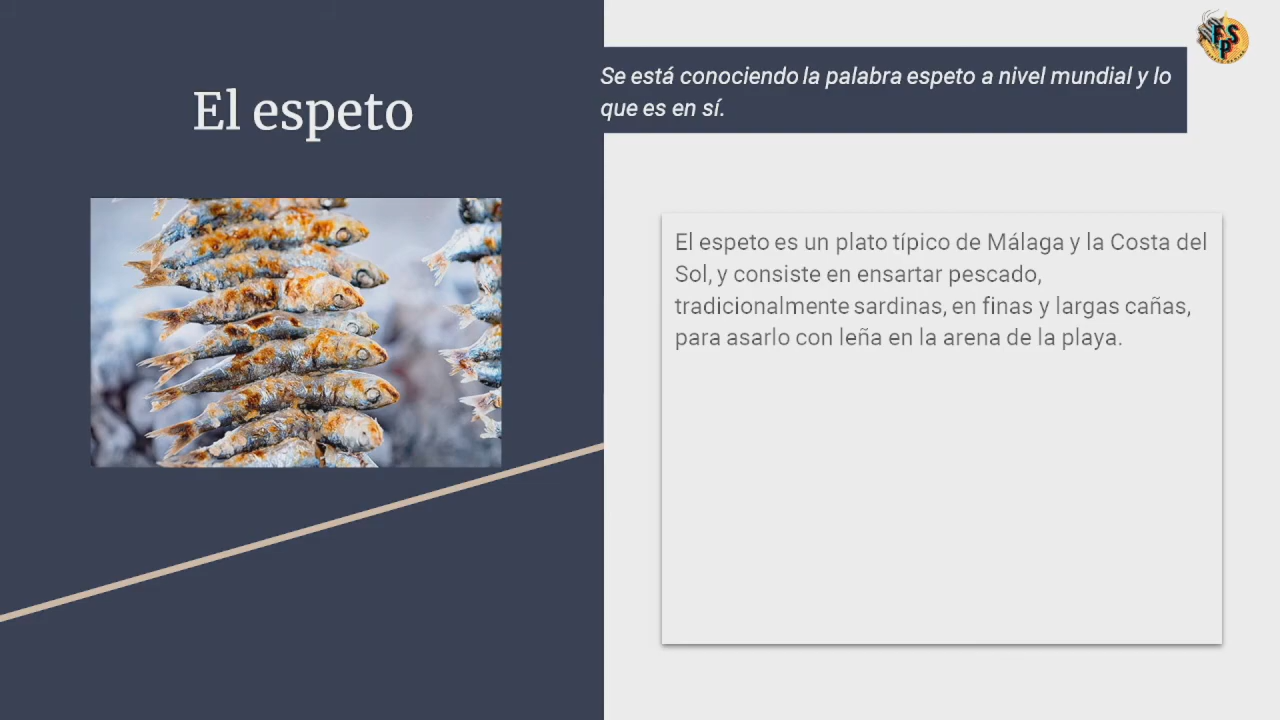 El espeto
Se está conociendo la palabra espeto a nivel mundial y lo
que es en sí.
El espeto es un plato típico de Málaga y la Costa del
Sol, y consiste en ensartar pescado,
tradicionalmente sardinas, en finas y largas cañas,
para asarlo con leña en la arena de la playa.